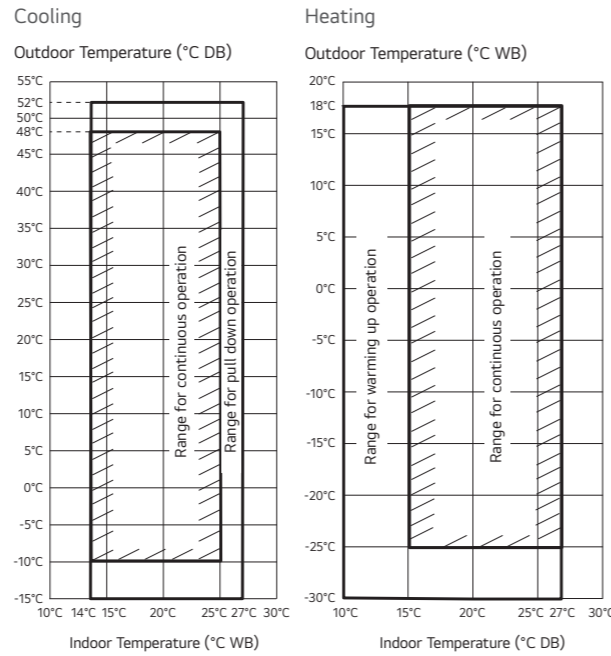 Cooling
Outdoor Temperature (°C DB)
55°C
52°C
50°C
48°C
45°C
40°C
35°C
30°C
25°C
20°C
15°C
10°C
5°C
0°C
-5°C
-10°C
-15°C
Range for continuous operation
Range for pull down operation
10°C 14°C 15°C 20°C 25°C 27°C 30°C
Indoor Temperature (°C WB)
Heating
Outdoor Temperature (°C WB)
20°C
18°C
15°C
10°C
5°C
0°C
-5°C
-10°C
-15°C
-20°C
-25°C
-30°C
Range for warming up operation
Range for continuous operation
10°C 15°C 20°C 25°C 27°C 30°C
Indoor Temperature (°C DB)